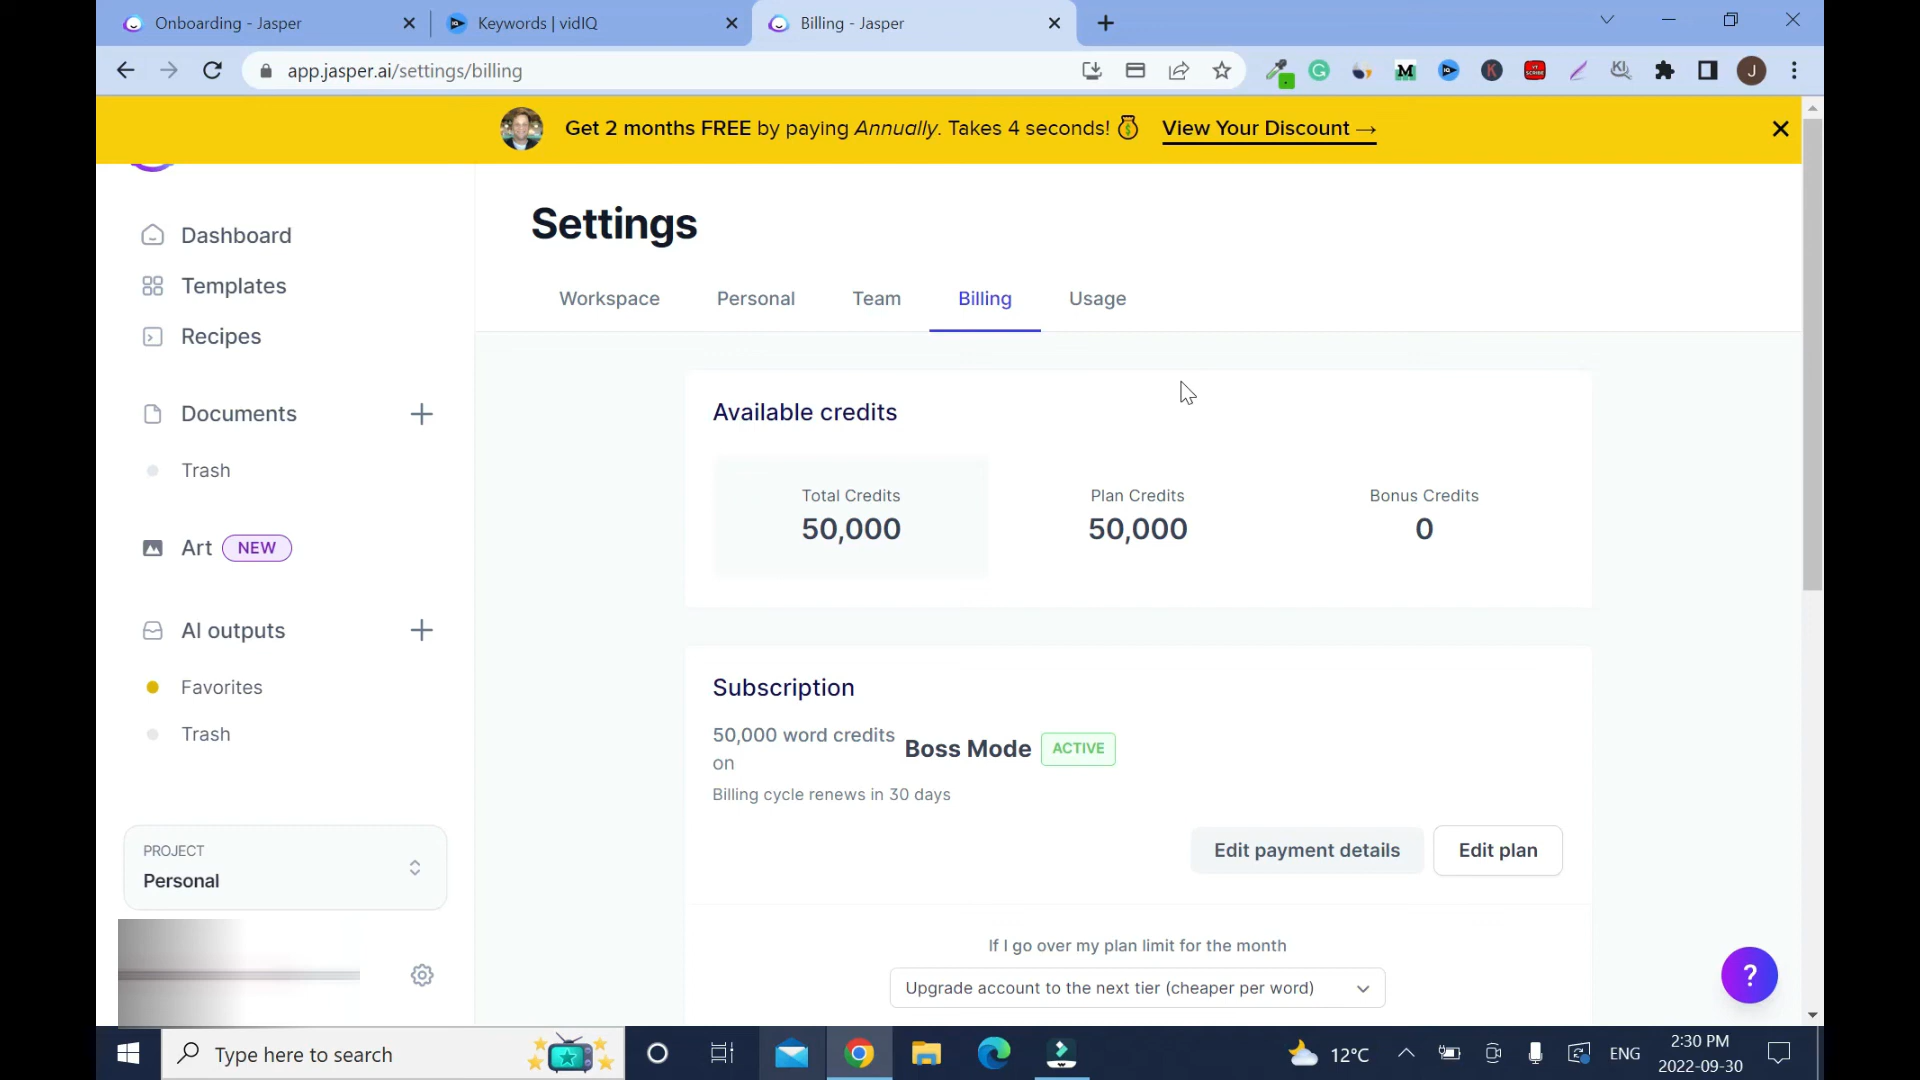 Onboarding - Jasper
Keywords | vidIQ
Billing - Jasper
app.jasper.ai/settings/billing
G
M
K
YT SCRIBE
KL
J
Get 2 months FREE by paying Annually. Takes 4 seconds!
View Your Discount →
Dashboard
Templates
Recipes
Documents
Trash
Art NEW
AI outputs
Favorites
Trash
PROJECT
Personal
Settings
Workspace
Personal
Team
Billing
Usage
Available credits
Total Credits
50,000
Plan Credits
50,000
Bonus Credits
0
Subscription
50,000 word credits
on
Boss Mode ACTIVE
Billing cycle renews in 30 days
Edit payment details
Edit plan
If I go over my plan limit for the month
Upgrade account to the next tier (cheaper per word)
?
Type here to search
12°C
ENG
2:30 PM
2022-09-30